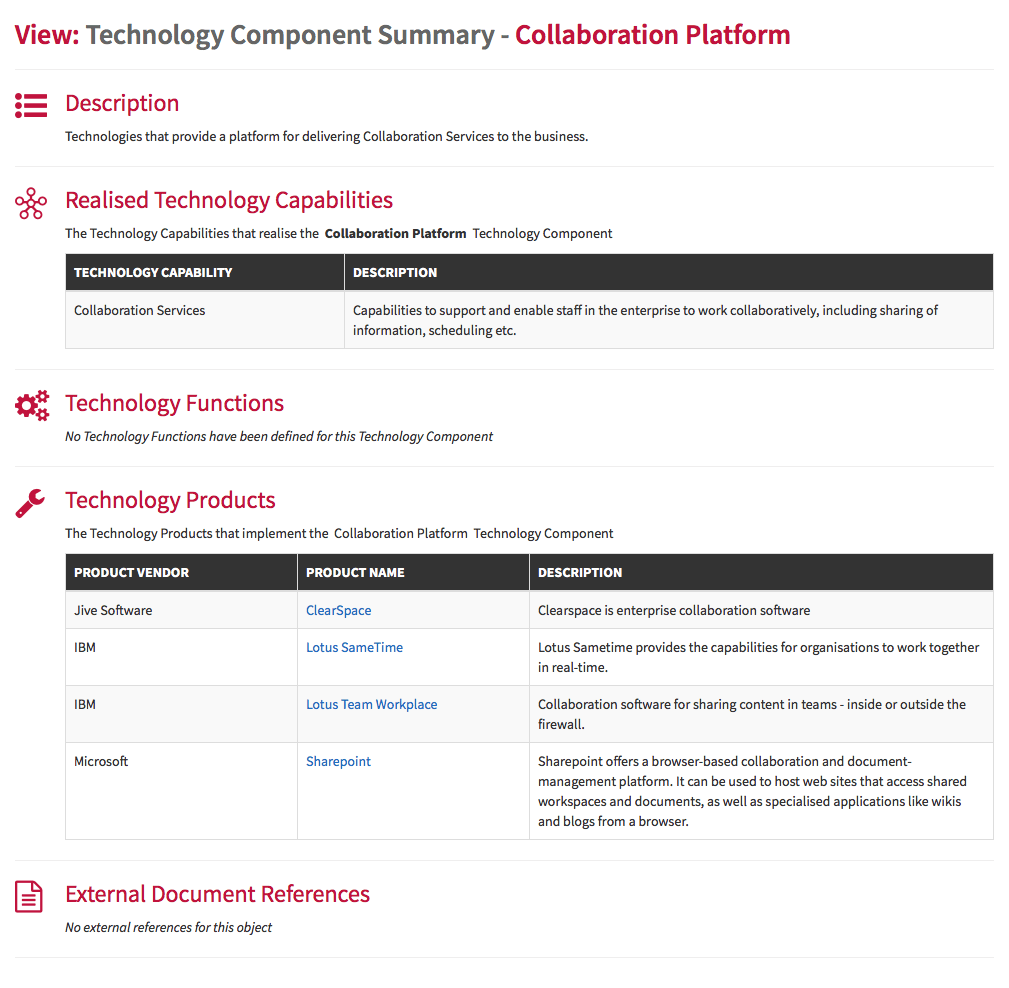 View: Technology Component Summary - Collaboration Platform
Description
Technologies that provide a platform for delivering Collaboration Services to the business.
Realised Technology Capabilities
The Technology Capabilities that realise the Collaboration Platform Technology Component
TECHNOLOGY CAPABILITY DESCRIPTION
Collaboration Services Capabilities to support and enable staff in the enterprise to work collaboratively, including sharing of
information, scheduling etc.
Technology Functions
No Technology Functions have been defined for this Technology Component
Technology Products
The Technology Products that implement the Collaboration Platform Technology Component
PRODUCT VENDOR PRODUCT NAME DESCRIPTION
Jive Software ClearSpace Clearspace is enterprise collaboration software
IBM Lotus SameTime Lotus Sametime provides the capabilities for organisations to work together
in real-time.
IBM Lotus Team Workplace Collaboration software for sharing content in teams - inside or outside the
firewall.
Microsoft Sharepoint Sharepoint offers a browser-based collaboration and document-
management platform. It can be used to host web sites that access shared
workspaces and documents, as well as specialised applications like wikis
and blogs from a browser.
External Document References
No external references for this object